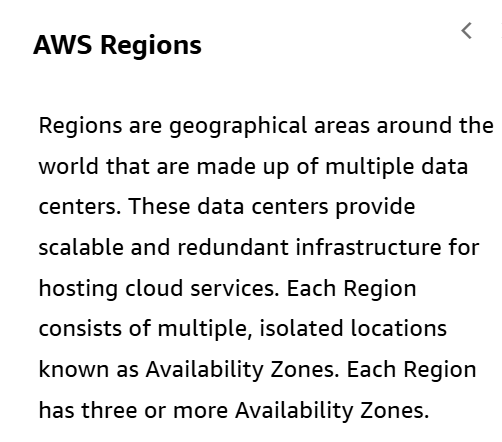 AWS Regions
Regions are geographical areas around the
world that are made up of multiple data
centers. These data centers provide
scalable and redundant infrastructure for
hosting cloud services. Each Region
consists of multiple, isolated locations
known as Availability Zones. Each Region
has three or more Availability Zones.